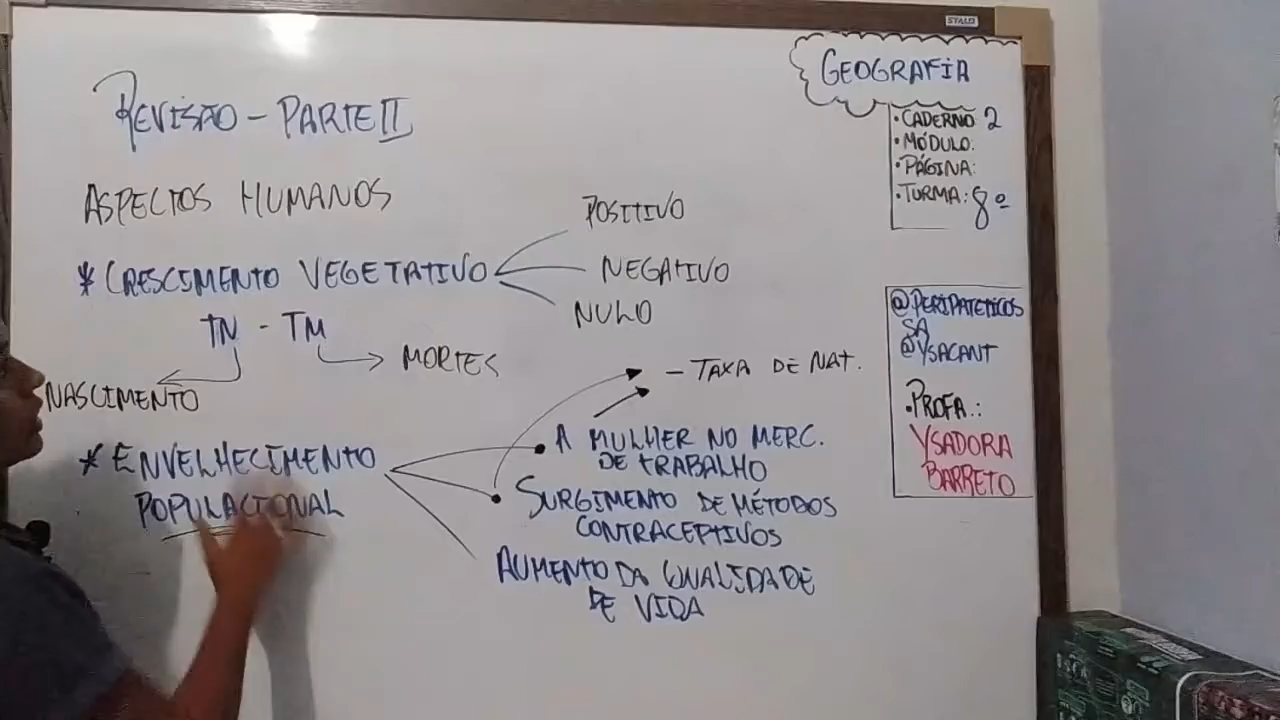 STALO
REVISÃO - PARTE II
GEOGRAFIA
• CADERNO 2
• MÓDULO:
• PÁGINA:
• TURMA: 8º
ASPECTOS HUMANOS
* CRESCIMENTO VEGETATIVO
POSITIVO
NEGATIVO
NULO
TN - TM
MORTES
NASCIMENTO
* ENVELHECIMENTO
POPULACIONAL
- TAXA DE NAT.
A MULHER NO MERC.
DE TRABALHO
SURGIMENTO DE MÉTODOS
CONTRACEPTIVOS
AUMENTO DA QUALIDADE
DE VIDA
@PERIPATETICOS
SA
@YSACANT
• PROFA.:
YSADORA
BARRETO